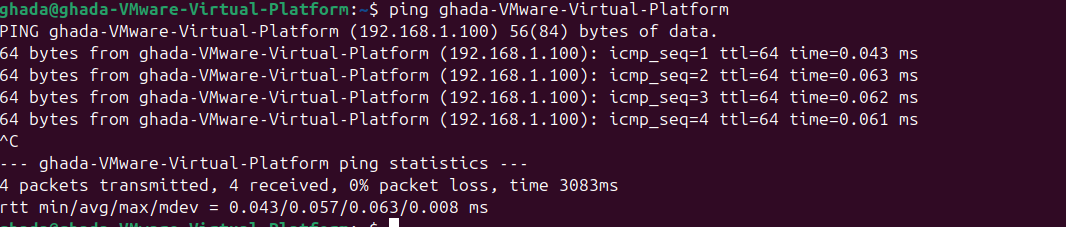 ghada@ghada-VMware-Virtual-Platform:~$ ping ghada-VMware-Virtual-Platform
PING ghada-VMware-Virtual-Platform (192.168.1.100) 56(84) bytes of data.
64 bytes from ghada-VMware-Virtual-Platform (192.168.1.100): icmp_seq=1 ttl=64 time=0.043 ms
64 bytes from ghada-VMware-Virtual-Platform (192.168.1.100): icmp_seq=2 ttl=64 time=0.063 ms
64 bytes from ghada-VMware-Virtual-Platform (192.168.1.100): icmp_seq=3 ttl=64 time=0.062 ms
64 bytes from ghada-VMware-Virtual-Platform (192.168.1.100): icmp_seq=4 ttl=64 time=0.061 ms
^C
--- ghada-VMware-Virtual-Platform ping statistics ---
4 packets transmitted, 4 received, 0% packet loss, time 3083ms
rtt min/avg/max/mdev = 0.043/0.057/0.063/0.008 ms
ghada@ghada-VMware-Virtual-Platform:~$